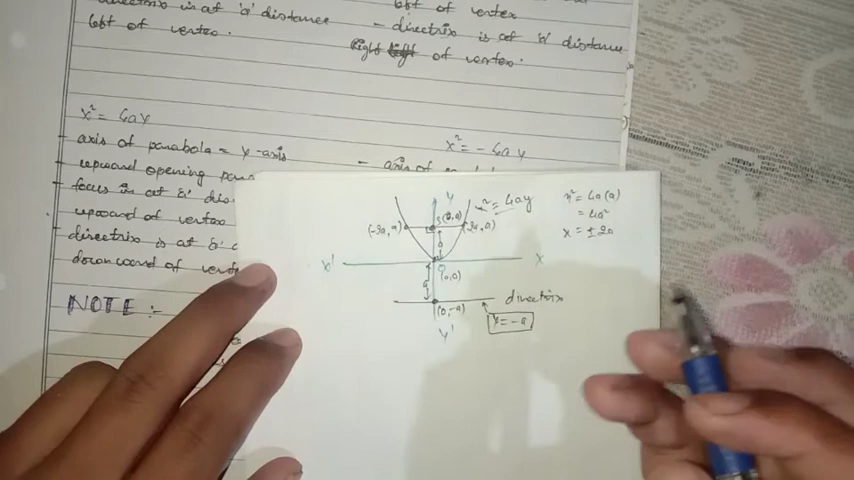 directrix is at 'a' distance
left of vertex.
left of vertex
- directrix is at 'a' distance
Right of vertex.
x² = 4ay
axis of parabola = y-axis
upward opening
focus is at 'a'
upward of vertex
directrix is at 'a'
downward of
NOTE :-
x² = -4ay
- axis of
Y
x² = 4ay
(-2a, a)
S(0,a)
(2a, a)
a
X'
O
X
(0,0)
a
directrix
(0,-a)
y = -a
Y'
x² = 4a(a)
= 4a²
x = ± 2a